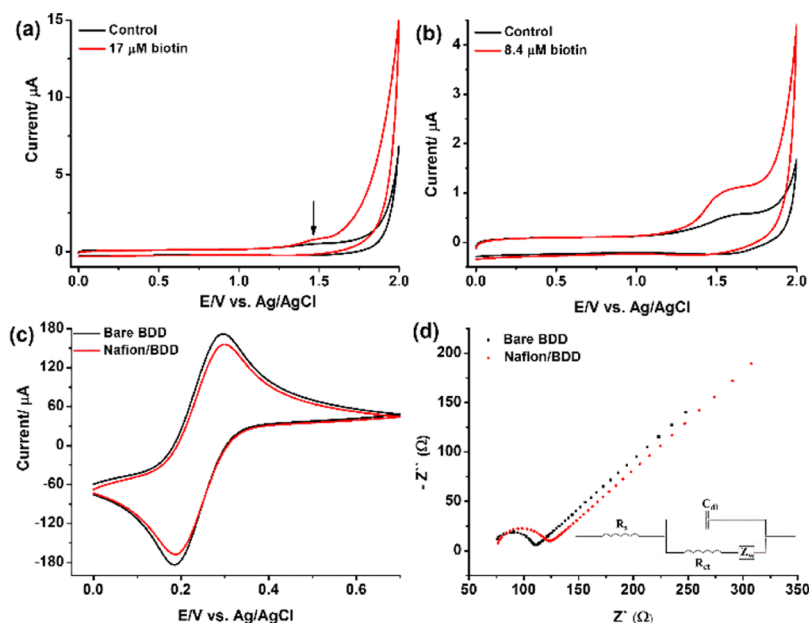 (a)
Control
17 μM biotin
Current/ μA
15
10
5
0
0.0 0.5 1.0 1.5 2.0
E/V vs. Ag/AgCl
(b)
Control
8.4 μM biotin
Current/ μA
4
3
2
1
0
0.0 0.5 1.0 1.5 2.0
E/V vs. Ag/AgCl
(c)
Bare BDD
Nafion/BDD
Current/ μA
180
120
60
0
-60
-120
-180
0.0 0.2 0.4 0.6
E/V vs. Ag/AgCl
(d)
Bare BDD
Nafion/BDD
- Z`` (Ω)
200
150
100
50
0
Cdl
Rs
Rct
Zw
50 100 150 200 250 300 350
Z` (Ω)